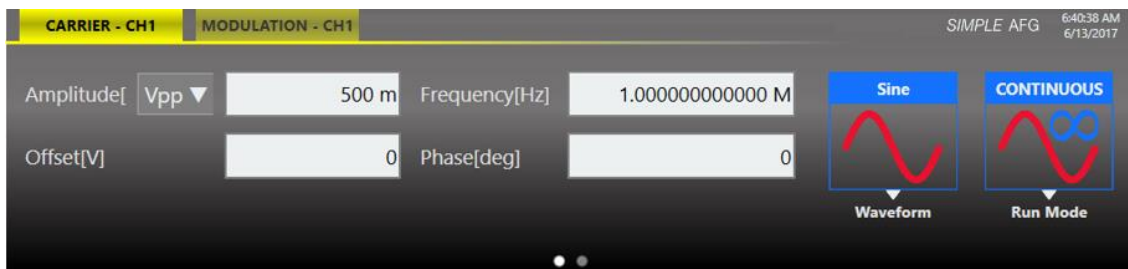 CARRIER - CH1 MODULATION - CH1 SIMPLE AFG 6:40:38 AM
6/13/2017
Amplitude[ Vpp 500 m Frequency[Hz] 1.000000000000 M Sine CONTINUOUS
Offset[V] 0 Phase[deg] 0
Waveform Run Mode